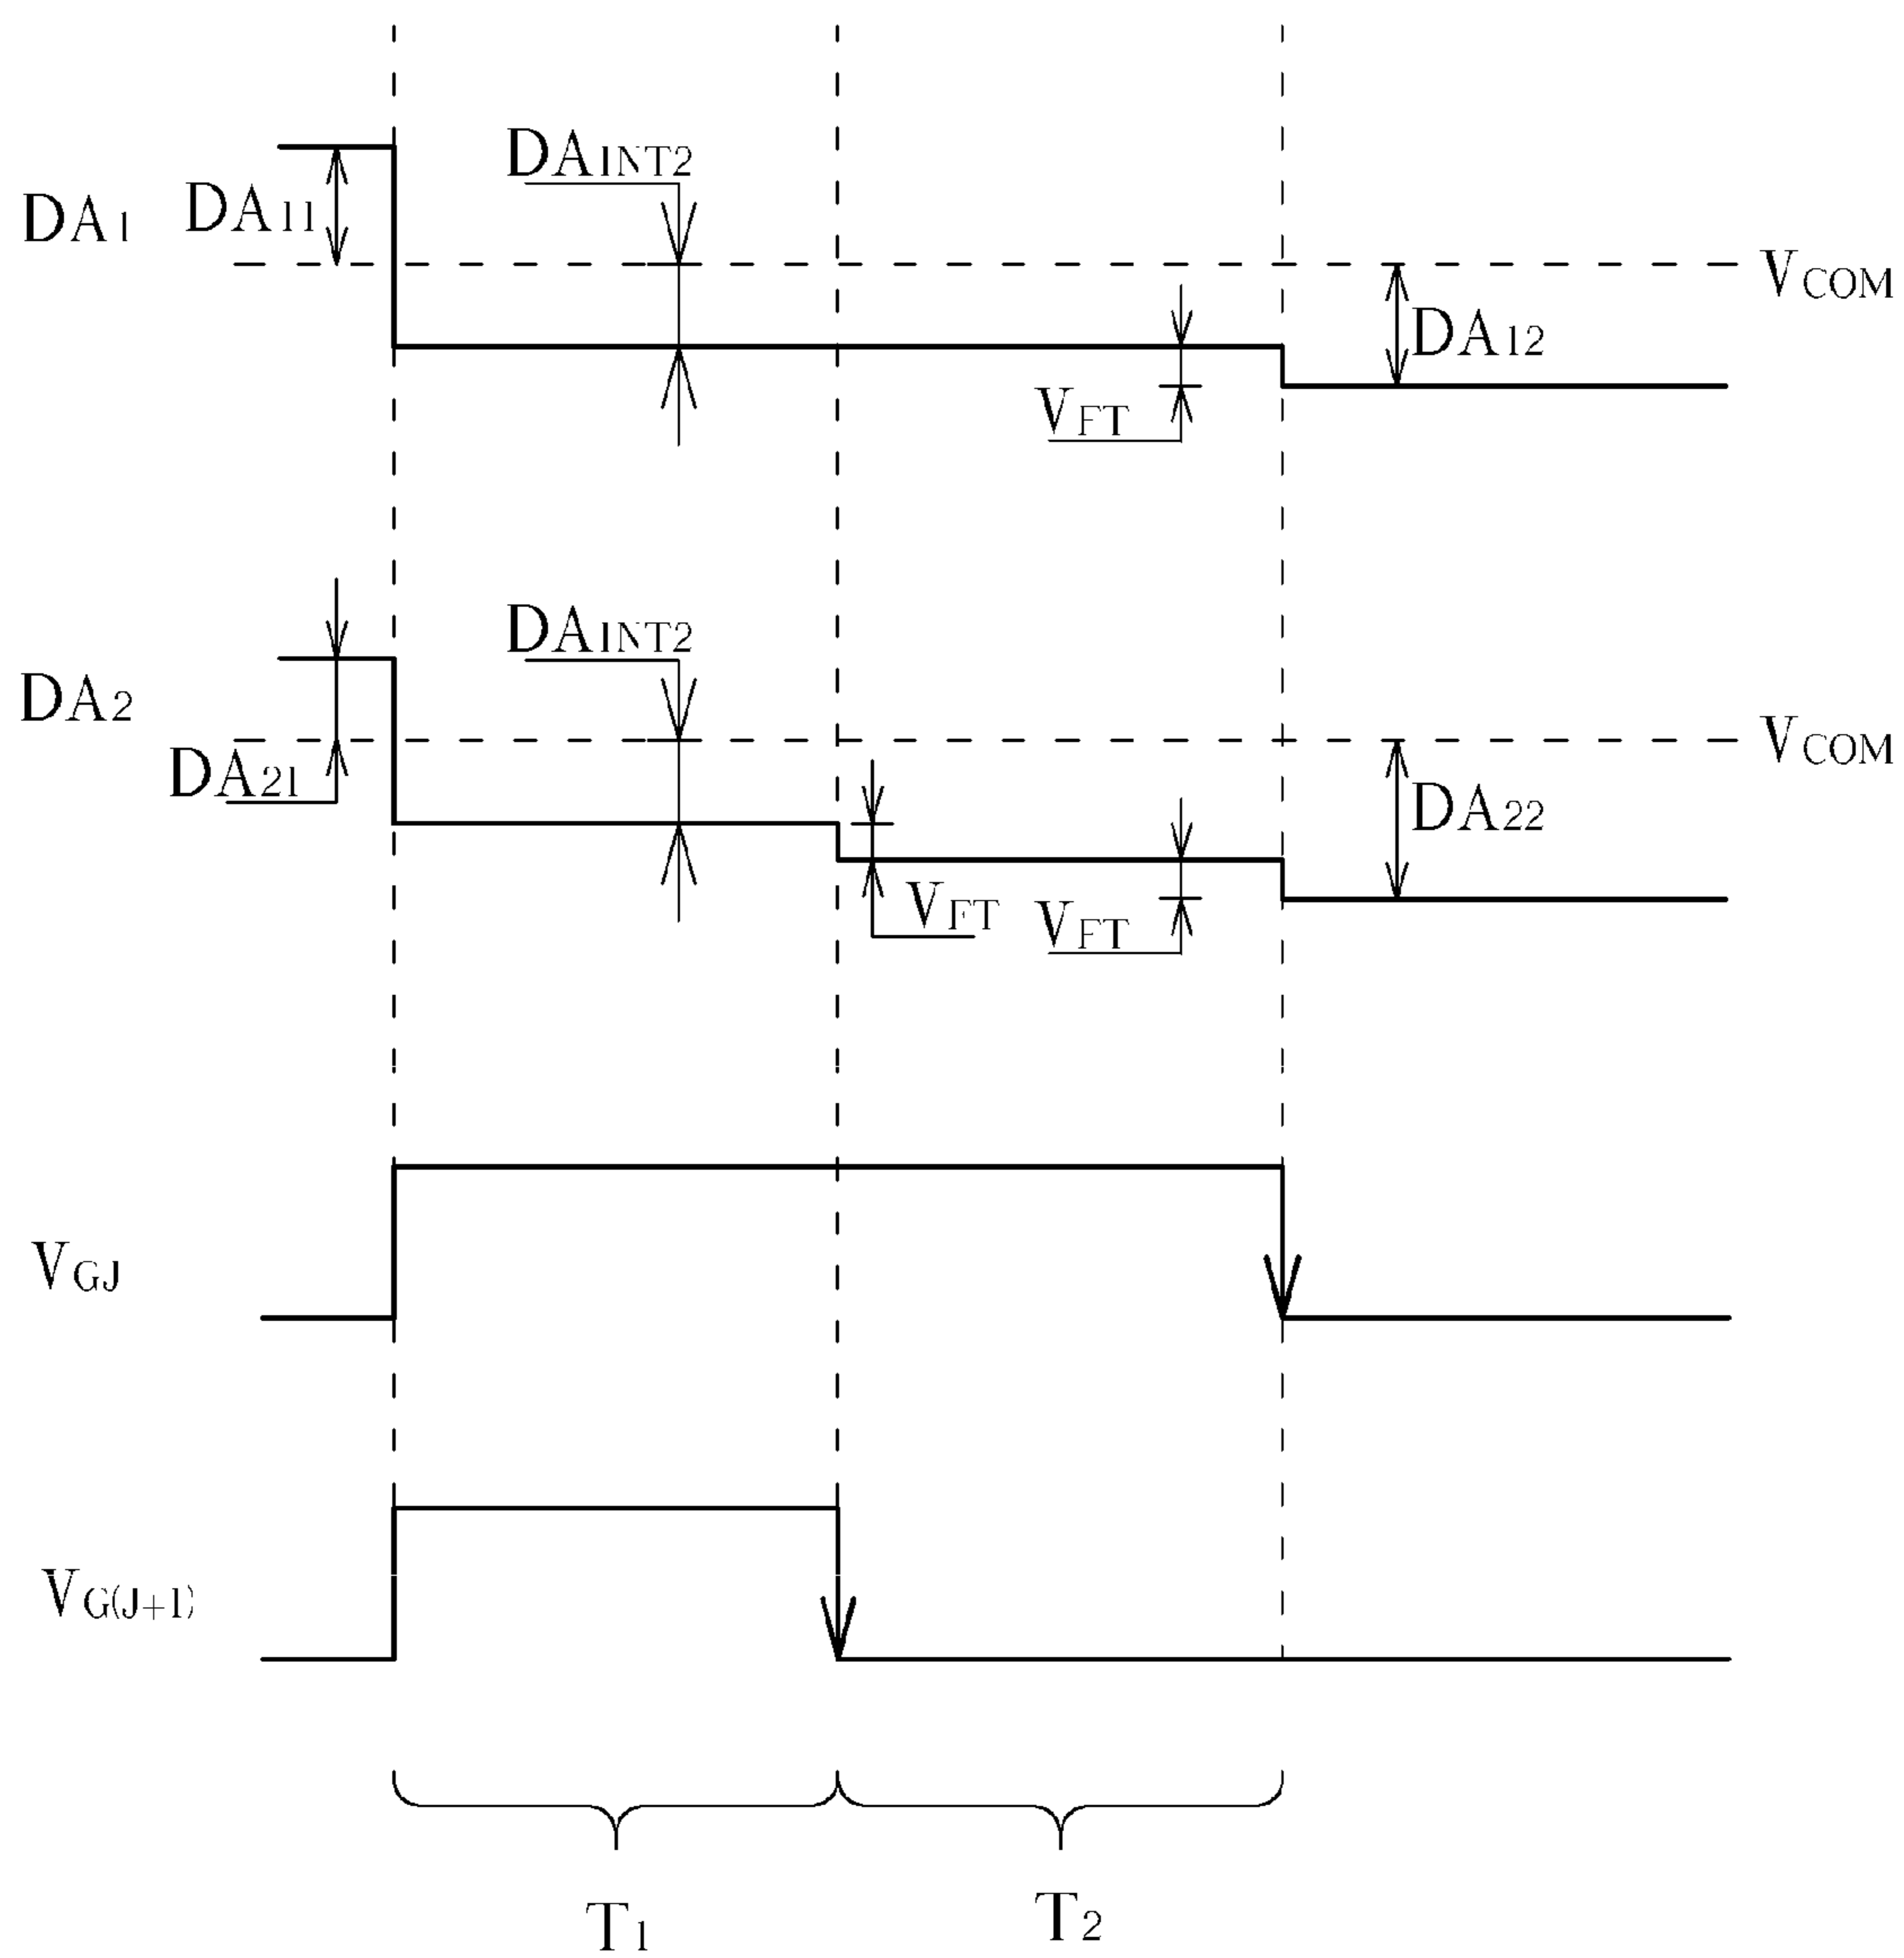 DA1
DA11
DAINT2
VCOM
DA12
VFT
DA2
DA21
DAINT2
VCOM
DA22
VFT
VFT
VGJ
VG(J+1)
T1
T2